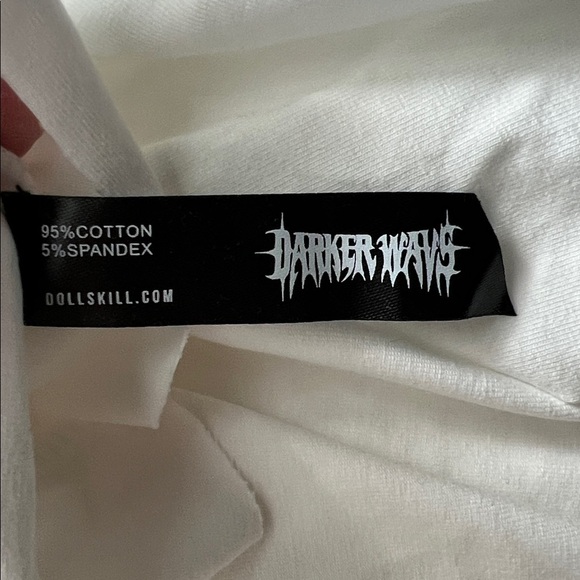 95%COTTON
5%SPANDEX
DOLLSKILL.COM
DARKER WAVS